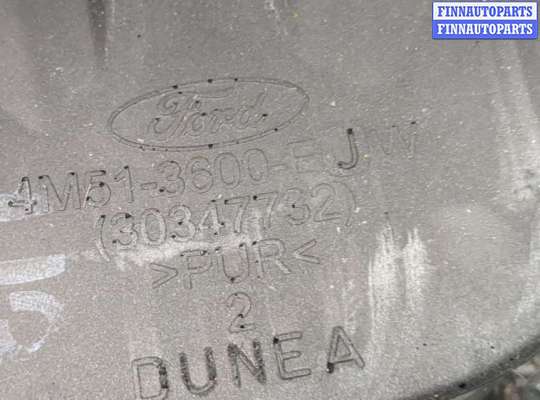 FINNAUTOPARTS
FINNAUTOPARTS
Ford
4M51-3600-EJW
(30347732)
>PUR<
2
DUNEA